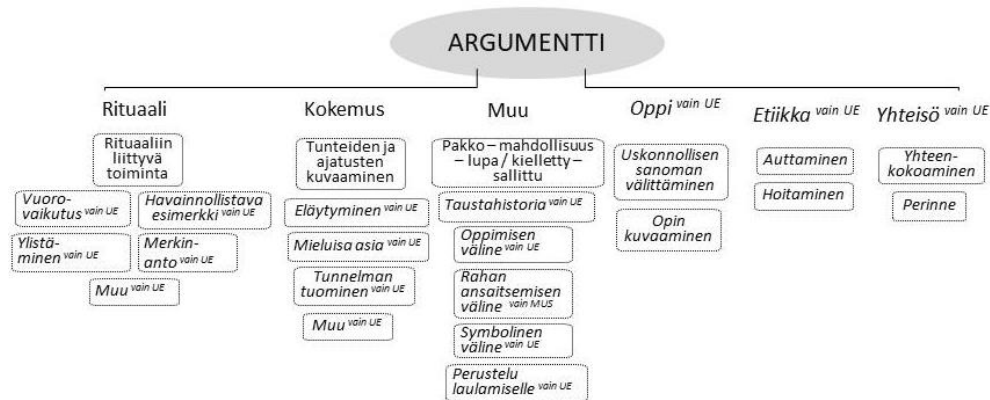 ARGUMENTTI
Rituaali
Rituaaliin
liittyvä
toiminta
Vuoro-
vaikutus vain UE
Havainnollistava
esimerkki vain UE
Ylistä-
minen vain UE
Merkin-
anto vain UE
Muu vain UE
Kokemus
Tunteiden ja
ajatusten
kuvaaminen
Eläytyminen vain UE
Mieluisa asia vain UE
Tunnelman
tuominen vain UE
Muu vain UE
Muu
Pakko – mahdollisuus
– lupa / kielletty –
sallittu
Taustahistoria vain UE
Oppimisen
väline vain UE
Rahan
ansaitsemisen
väline vain MUS
Symbolinen
väline vain UE
Perustelu
laulamiselle vain UE
Oppi vain UE
Uskonnollisen
sanoman
välittäminen
Opin
kuvaaminen
Etiikka vain UE
Auttaminen
Hoitaminen
Yhteisö vain UE
Yhteen-
kokoaminen
Perinne